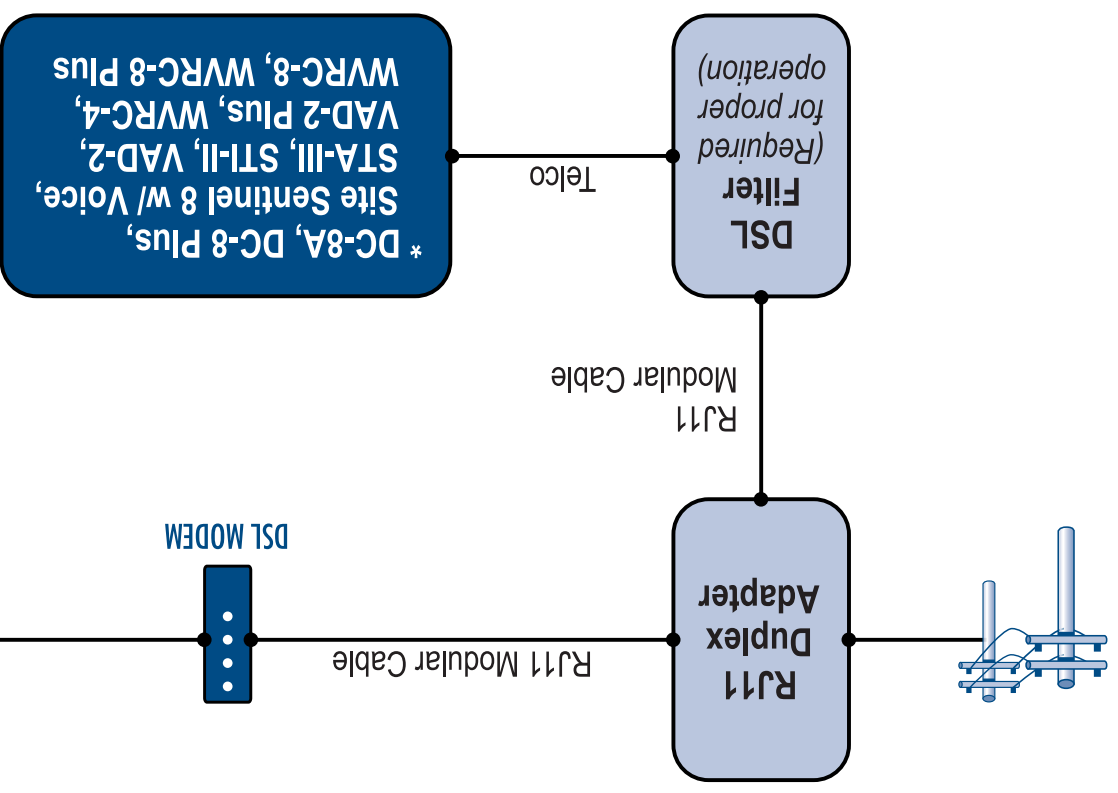 RJ11
Duplex
Adapter
RJ11 Modular Cable
DSL MODEM
RJ11
Modular Cable
DSL
Filter
(Required
for proper
operation)
Telco
* DC-8A, DC-8 Plus,
Site Sentinel 8 w/ Voice,
STA-III, STI-II, VAD-2,
VAD-2 Plus, WVRC-4,
WVRC-8, WVRC-8 Plus